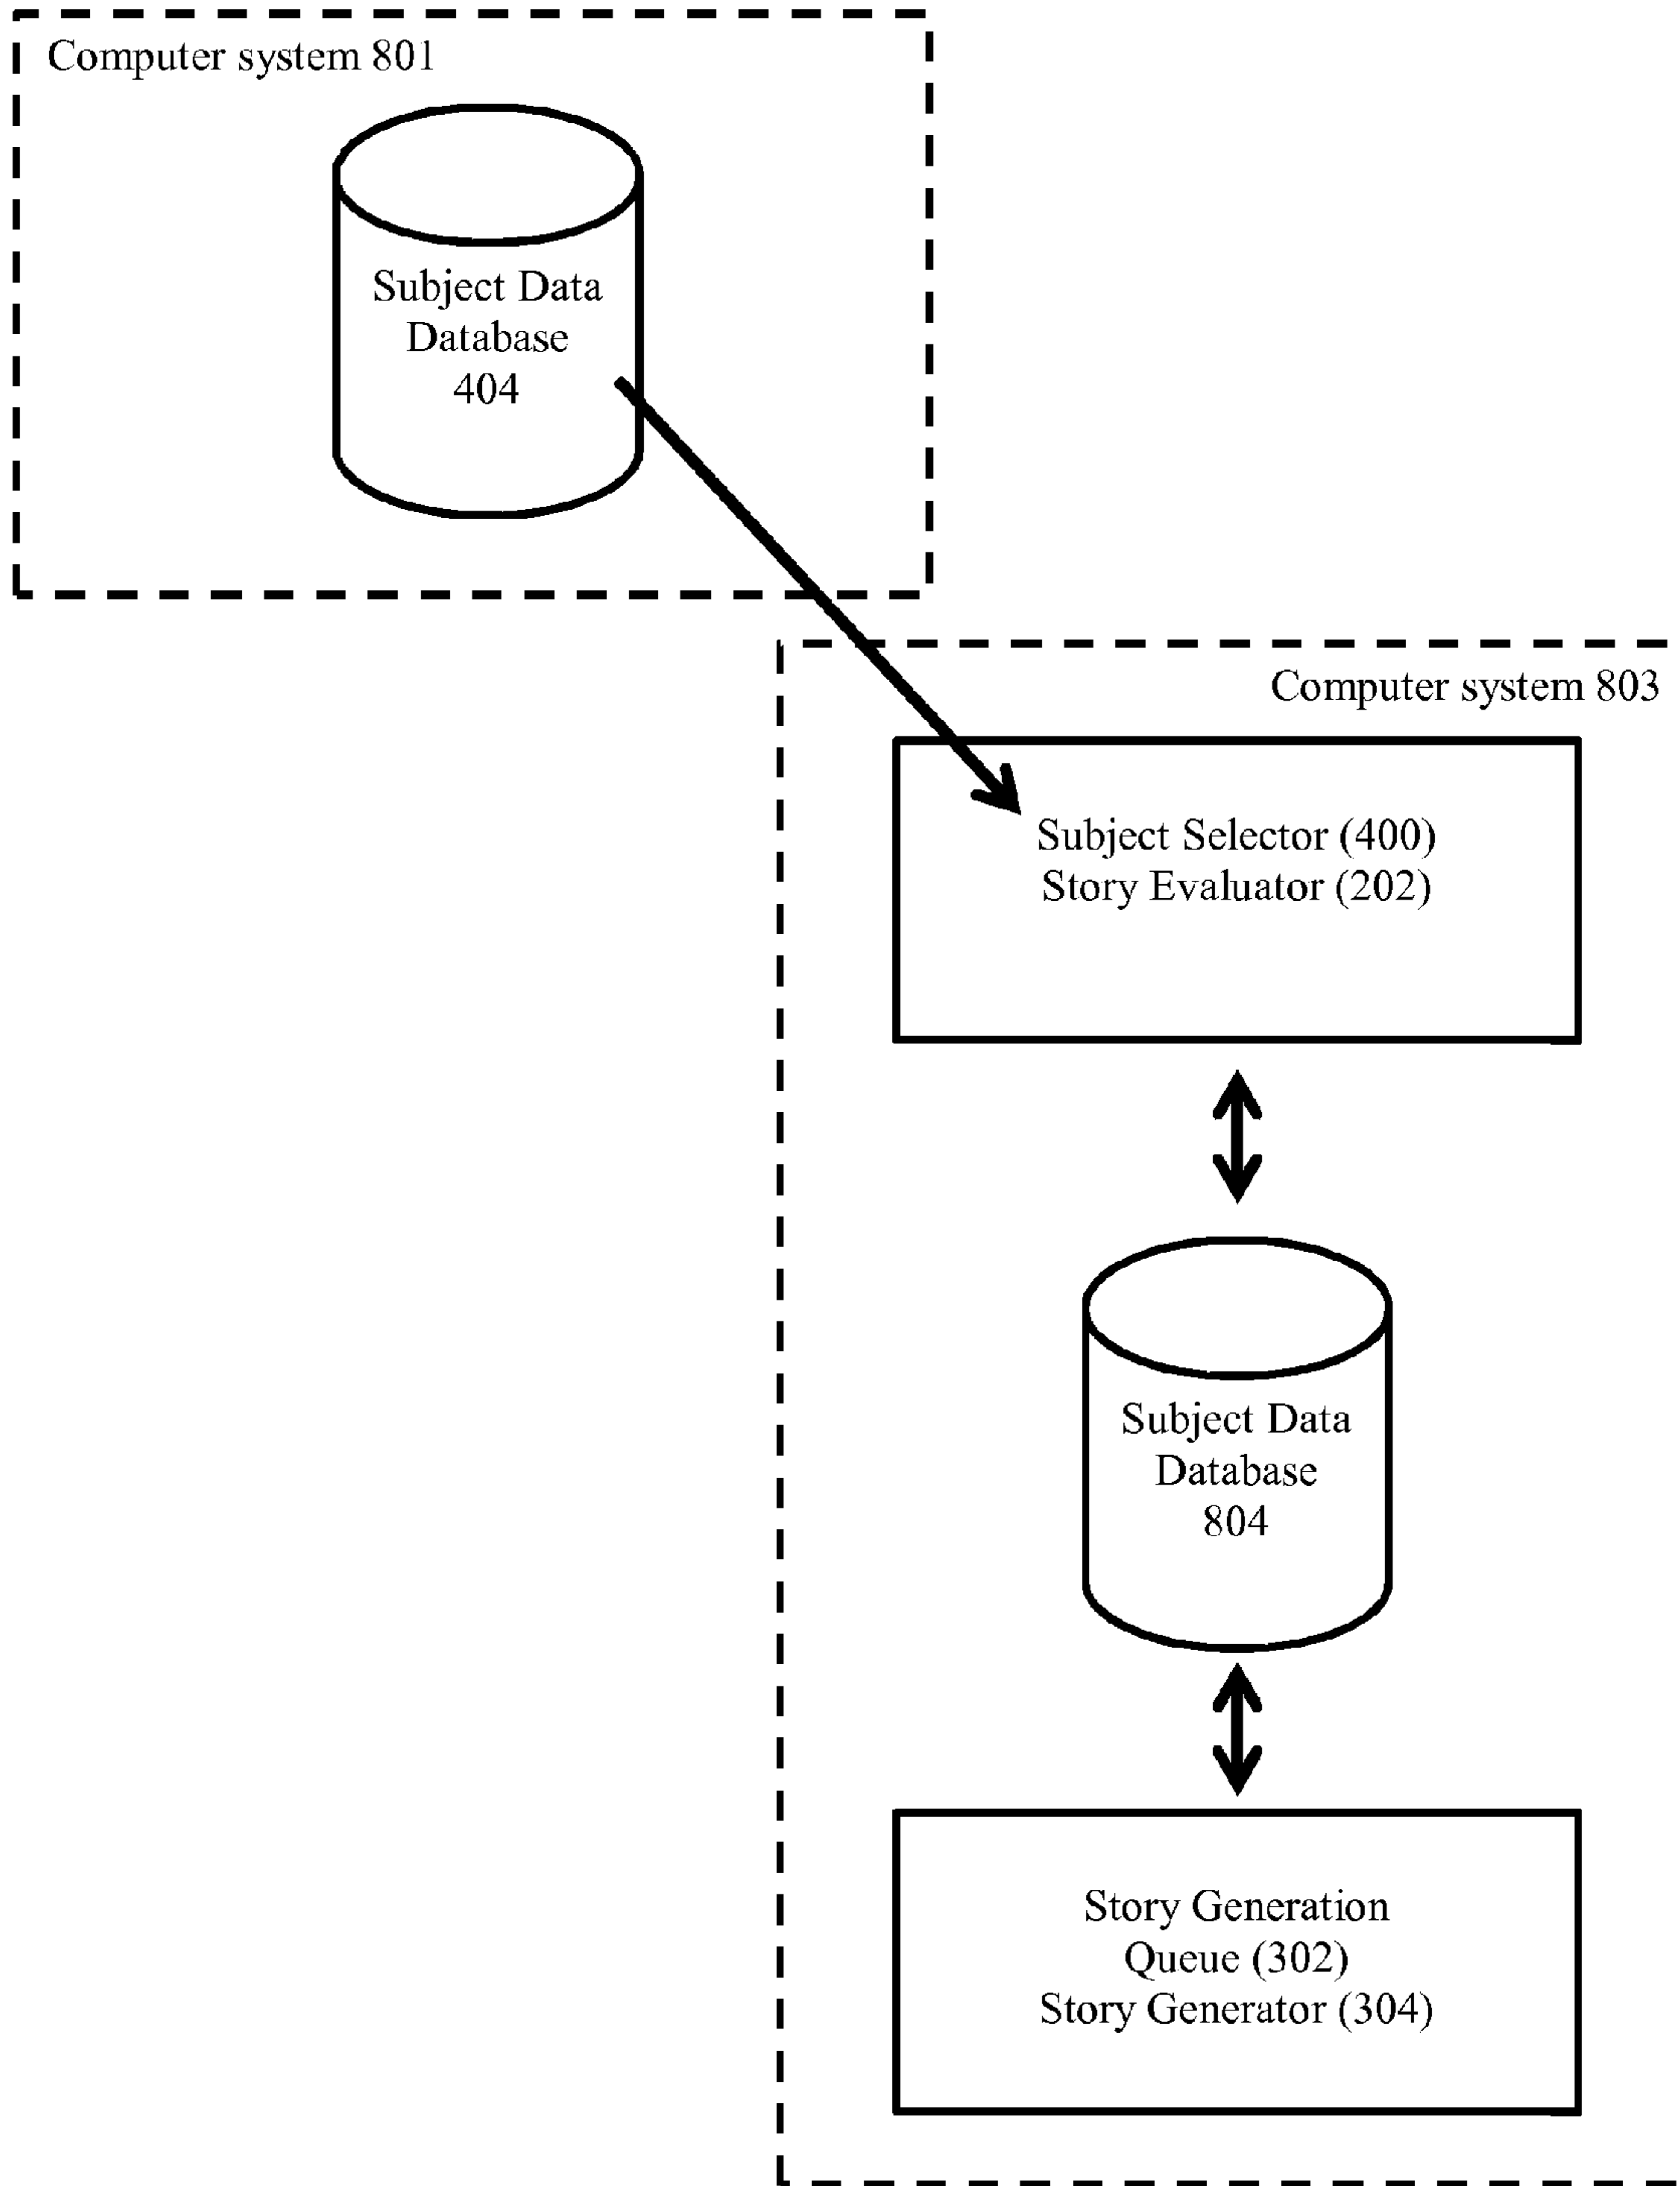 Computer system 801
Subject Data
Database
404
Computer system 803
Subject Selector (400)
Story Evaluator (202)
Subject Data
Database
804
Story Generation
Queue (302)
Story Generator (304)